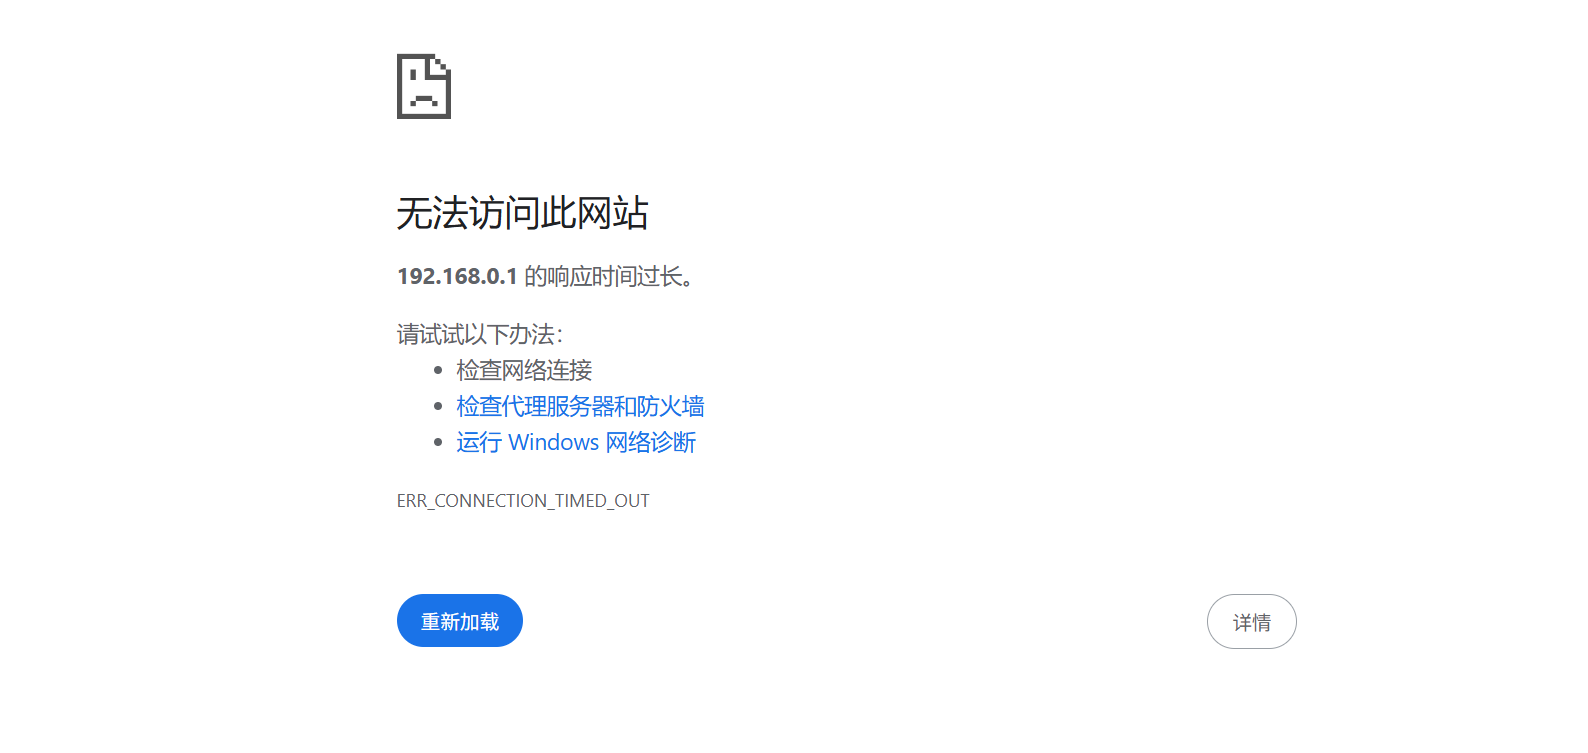 无法访问此网站
192.168.0.1 的响应时间过长。
请试试以下办法：
检查网络连接
检查代理服务器和防火墙
运行 Windows 网络诊断
ERR_CONNECTION_TIMED_OUT
重新加载
详情